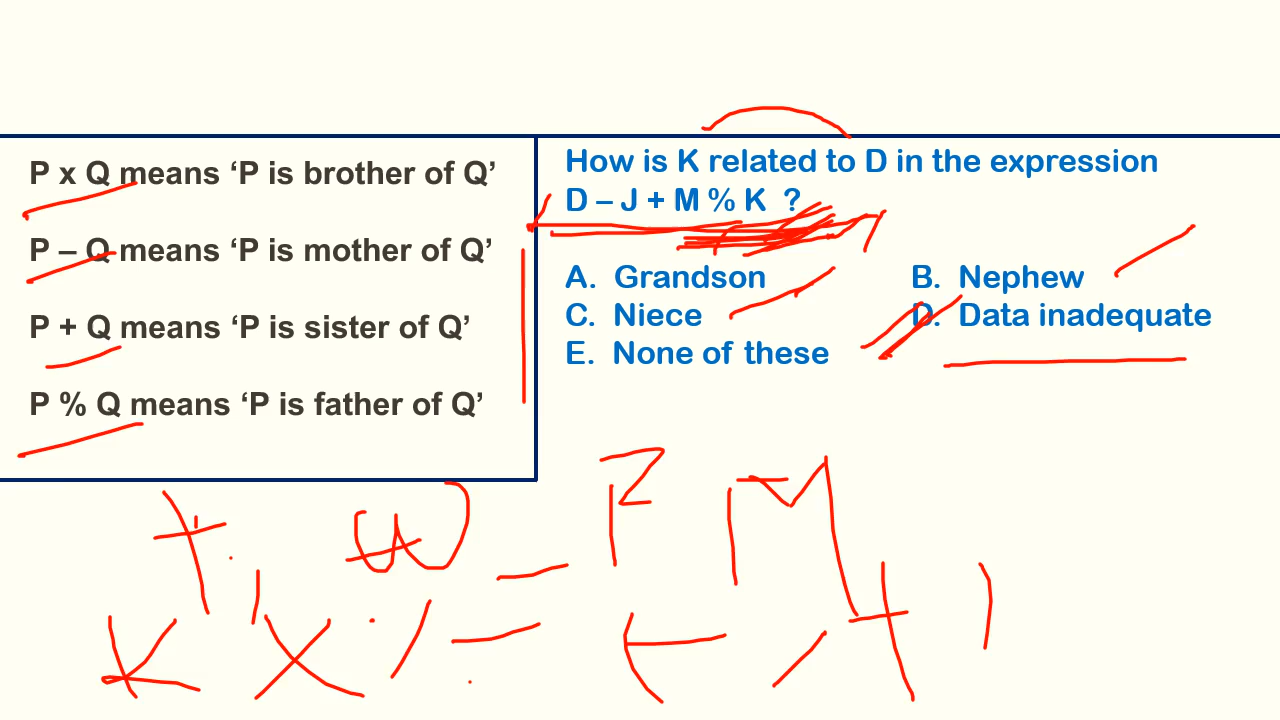 P x Q means ‘P is brother of Q’
P – Q means ‘P is mother of Q’
P + Q means ‘P is sister of Q’
P % Q means ‘P is father of Q’
How is K related to D in the expression
D – J + M % K ?
A. Grandson B. Nephew
C. Niece D. Data inadequate
E. None of these